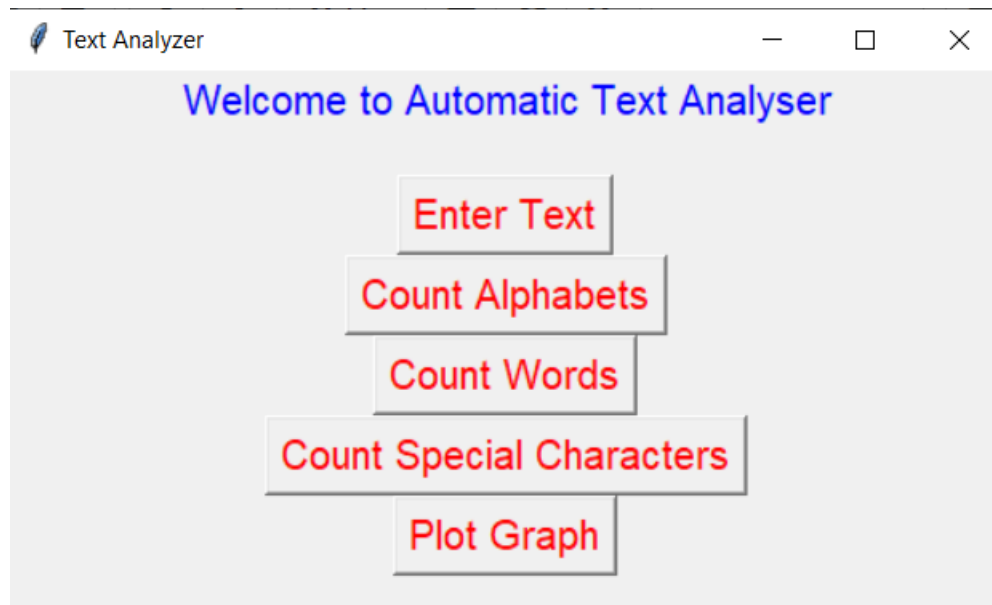 Text Analyzer
Welcome to Automatic Text Analyser
Enter Text
Count Alphabets
Count Words
Count Special Characters
Plot Graph